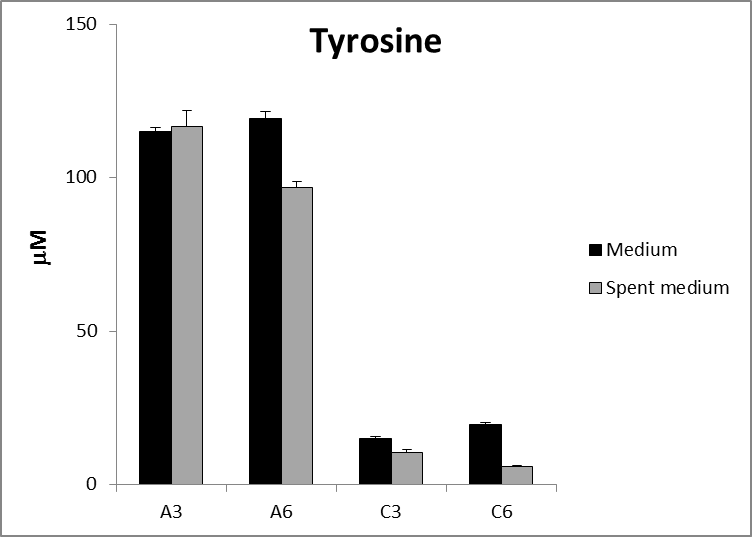 Tyrosine
150
100
50
0
μM
A3 A6 C3 C6
Medium
Spent medium